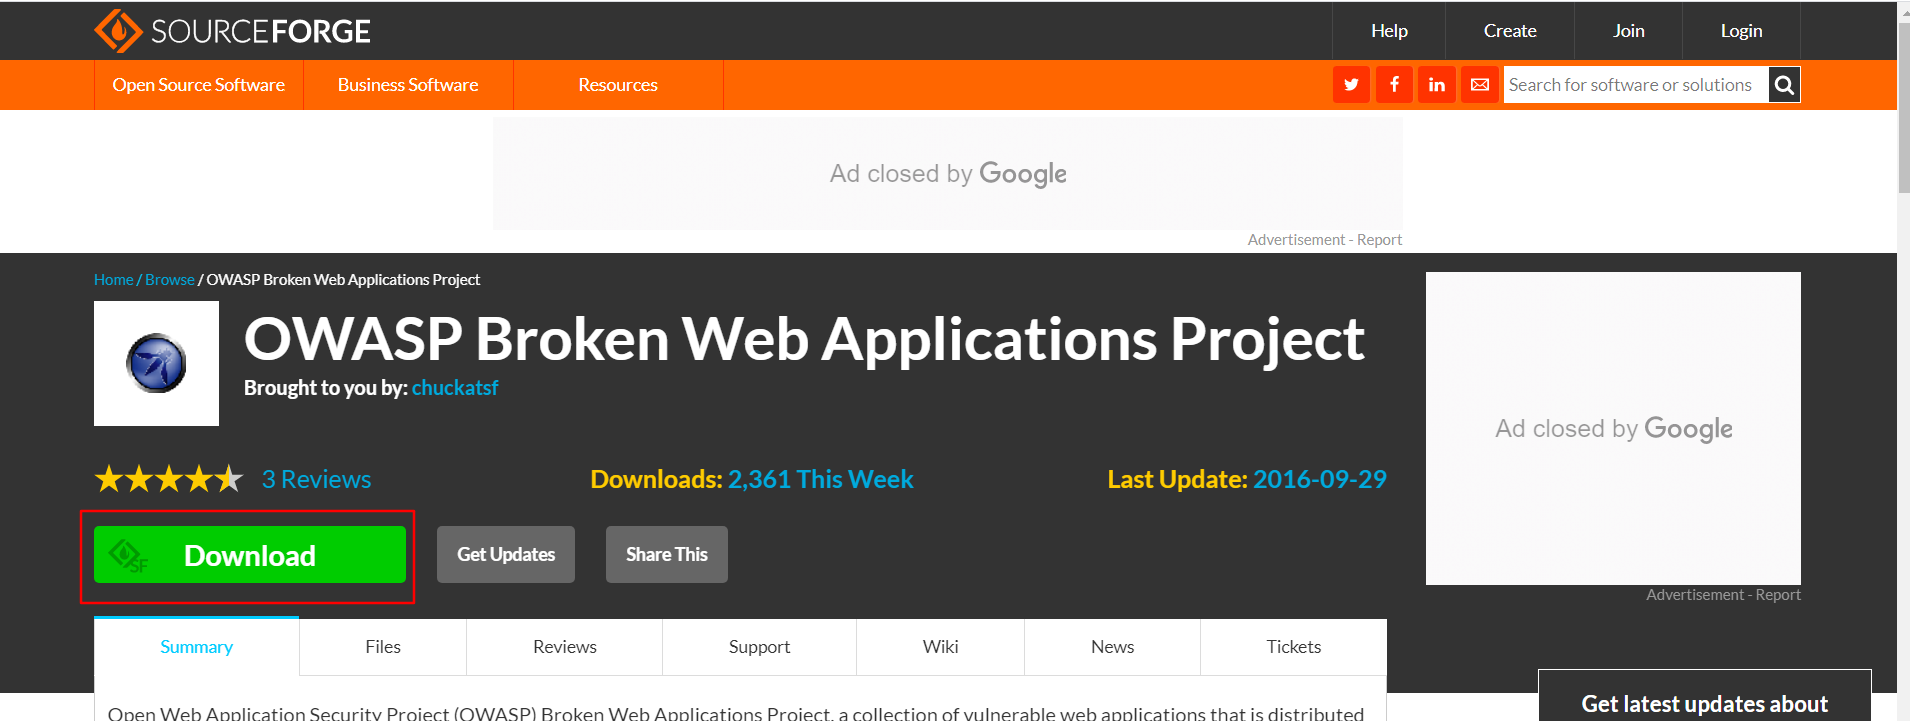 SOURCEFORGE
Help
Create
Join
Login
Open Source Software
Business Software
Resources
Search for software or solutions
Ad closed by Google
Advertisement - Report
Home / Browse / OWASP Broken Web Applications Project
OWASP Broken Web Applications Project
Brought to you by: chuckatsf
Ad closed by Google
3 Reviews
Downloads: 2,361 This Week
Last Update: 2016-09-29
SF
Download
Get Updates
Share This
Advertisement - Report
Summary
Files
Reviews
Support
Wiki
News
Tickets
Get latest updates about
Open Web Application Security Project (OWASP) Broken Web Applications Project, a collection of vulnerable web applications that is distributed